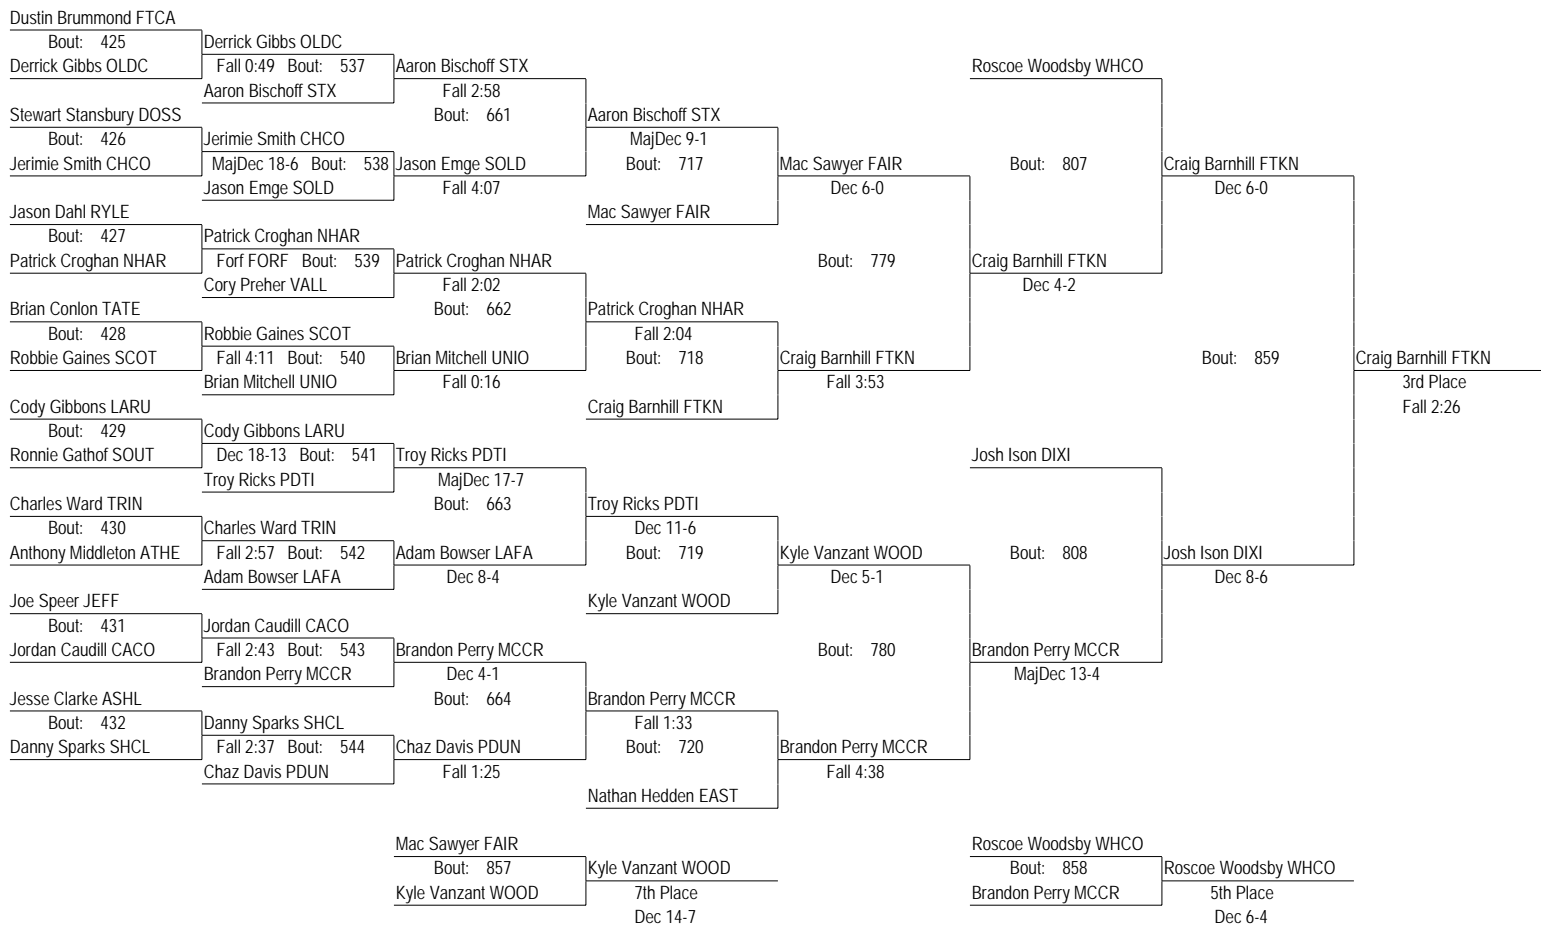 Dustin Brummond FTCA
Bout: 425
Derrick Gibbs OLDC
Stewart Stansbury DOSS
Bout: 426
Jerimie Smith CHCO
Jason Dahl RYLE
Bout: 427
Patrick Croghan NHAR
Brian Conlon TATE
Bout: 428
Robbie Gaines SCOT
Cody Gibbons LARU
Bout: 429
Ronnie Gathof SOUT
Charles Ward TRIN
Bout: 430
Anthony Middleton ATHE
Joe Speer JEFF
Bout: 431
Jordan Caudill CACO
Jesse Clarke ASHL
Bout: 432
Danny Sparks SHCL
Derrick Gibbs OLDC
Fall 0:49 Bout: 537
Aaron Bischoff STX
Jerimie Smith CHCO
MajDec 18-6 Bout: 538
Jason Emge SOLD
Patrick Croghan NHAR
Forf FORF Bout: 539
Cory Preher VALL
Robbie Gaines SCOT
Fall 4:11 Bout: 540
Brian Mitchell UNIO
Cody Gibbons LARU
Dec 18-13 Bout: 541
Troy Ricks PDTI
Charles Ward TRIN
Fall 2:57 Bout: 542
Adam Bowser LAFA
Jordan Caudill CACO
Fall 2:43 Bout: 543
Brandon Perry MCCR
Danny Sparks SHCL
Fall 2:37 Bout: 544
Chaz Davis PDUN
Aaron Bischoff STX
Fall 2:58
Bout: 661
Jason Emge SOLD
Fall 4:07
Patrick Croghan NHAR
Fall 2:02
Bout: 662
Brian Mitchell UNIO
Fall 0:16
Troy Ricks PDTI
MajDec 17-7
Bout: 663
Adam Bowser LAFA
Dec 8-4
Brandon Perry MCCR
Dec 4-1
Bout: 664
Chaz Davis PDUN
Fall 1:25
Aaron Bischoff STX
MajDec 9-1
Bout: 717
Mac Sawyer FAIR
Patrick Croghan NHAR
Fall 2:04
Bout: 718
Craig Barnhill FTKN
Troy Ricks PDTI
Dec 11-6
Bout: 719
Kyle Vanzant WOOD
Brandon Perry MCCR
Fall 1:33
Bout: 720
Nathan Hedden EAST
Mac Sawyer FAIR
Dec 6-0
Bout: 779
Craig Barnhill FTKN
Fall 3:53
Kyle Vanzant WOOD
Dec 5-1
Bout: 780
Brandon Perry MCCR
Fall 4:38
Roscoe Woodsby WHCO
Bout: 807
Craig Barnhill FTKN
Dec 4-2
Josh Ison DIXI
Bout: 808
Brandon Perry MCCR
MajDec 13-4
Craig Barnhill FTKN
Dec 6-0
Bout: 859
Josh Ison DIXI
Dec 8-6
Craig Barnhill FTKN
3rd Place
Fall 2:26
Mac Sawyer FAIR
Bout: 857
Kyle Vanzant WOOD
Kyle Vanzant WOOD
7th Place
Dec 14-7
Roscoe Woodsby WHCO
Bout: 858
Brandon Perry MCCR
Roscoe Woodsby WHCO
5th Place
Dec 6-4